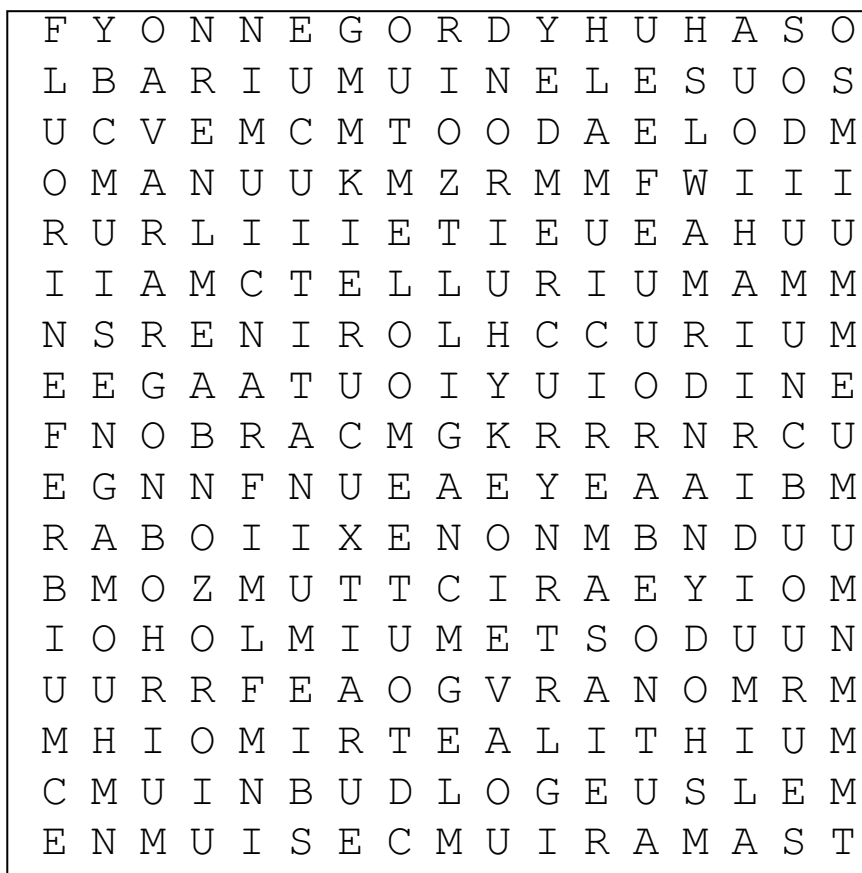 F Y O N N E G O R D Y H U H A S O
L B A R I U M U I N E L E S U O S
U C V E M C M T O O D A E L O D M
O M A N U U K M Z R M M F W I I I
R U R L I I I E T I E U E A H U U
I I A M C T E L L U R I U M A M M
N S R E N I R O L H C C U R I U M
E E G A A T U O I Y U I O D I N E
F N O B R A C M G K R R R N R C U
E G N N F N U E A E Y E A A I B M
R A B O I I X E N O N M B N D U U
B M O Z M U T T C I R A E Y I O M
I O H O L M I U M E T S O D U U N
U U R R F E A O G V R A N O M R M
M H I O M I R T E A L I T H I U M
C M U I N B U D L O G E U S L E M
E N M U I S E C M U I R A M A S T